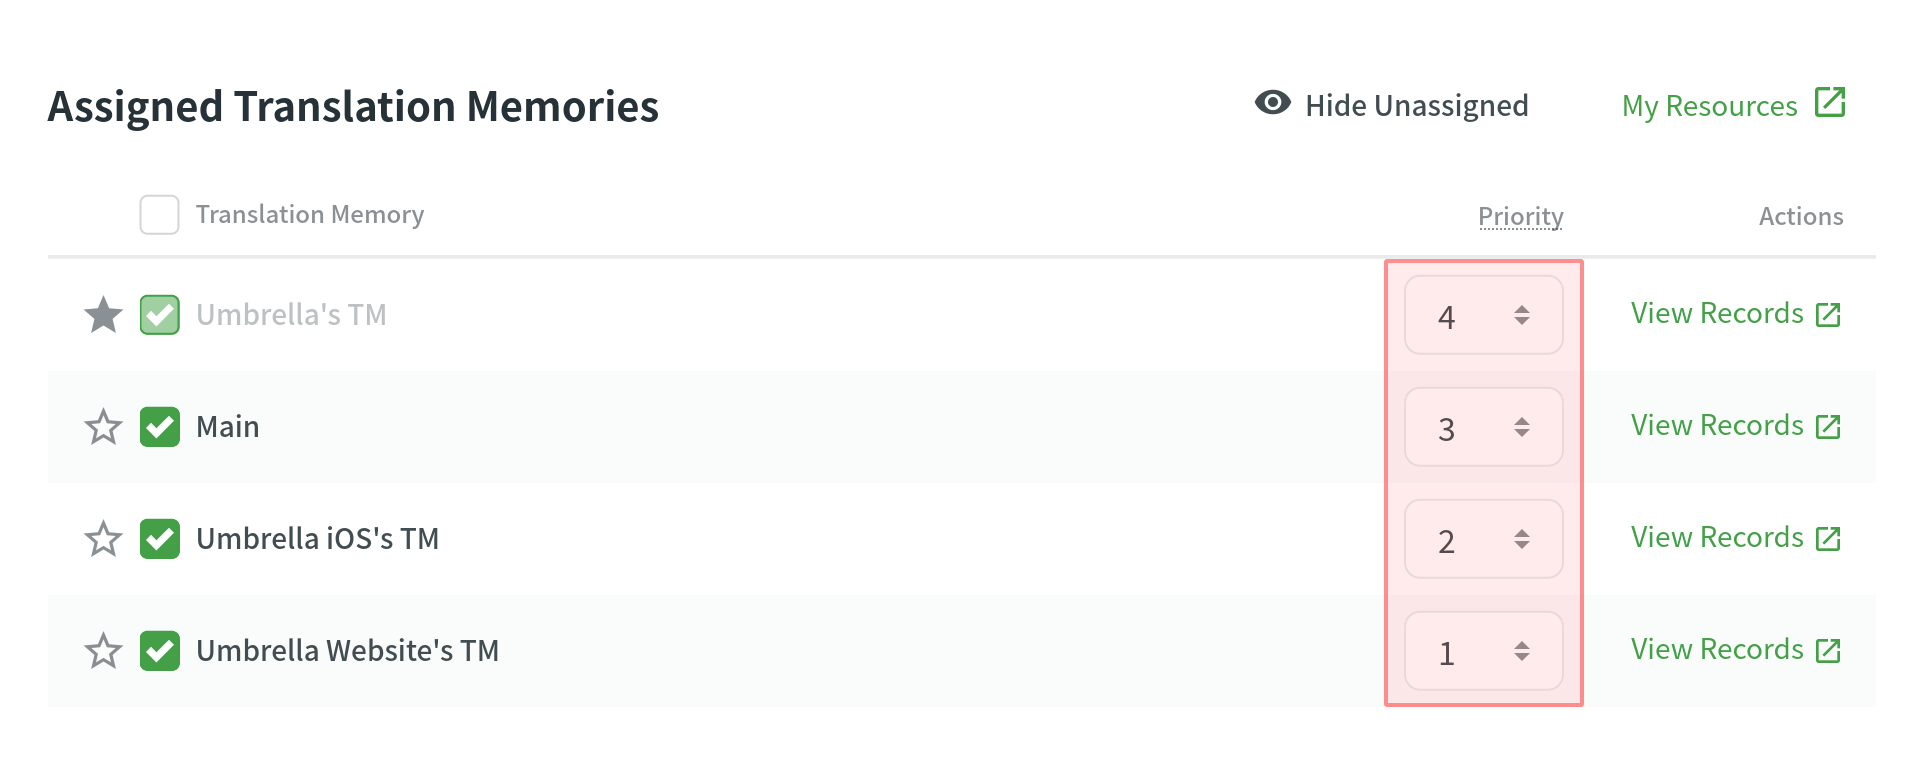 Assigned Translation Memories Hide Unassigned My Resources
Translation Memory Priority Actions
Umbrella's TM 4 View Records
Main 3 View Records
Umbrella iOS's TM 2 View Records
Umbrella Website's TM 1 View Records